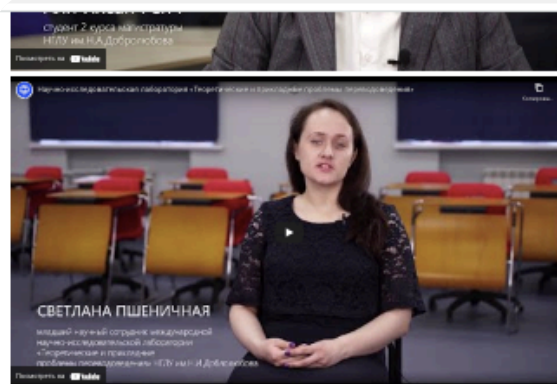 студент 2 курса магистратуры
НГЛУ им Н.А.Добролюбова
Посмотреть на YouTube
Научно-исследовательская лаборатория «Теоретические и прикладные проблемы переводоведения»
СВЕТЛАНА ПШЕНИЧНАЯ
младший научный сотрудник международной
научно-исследовательской лаборатории
«Теоретические и прикладные
проблемы переводоведения» НГЛУ им Н.А.Добролюбова
Посмотреть на YouTube